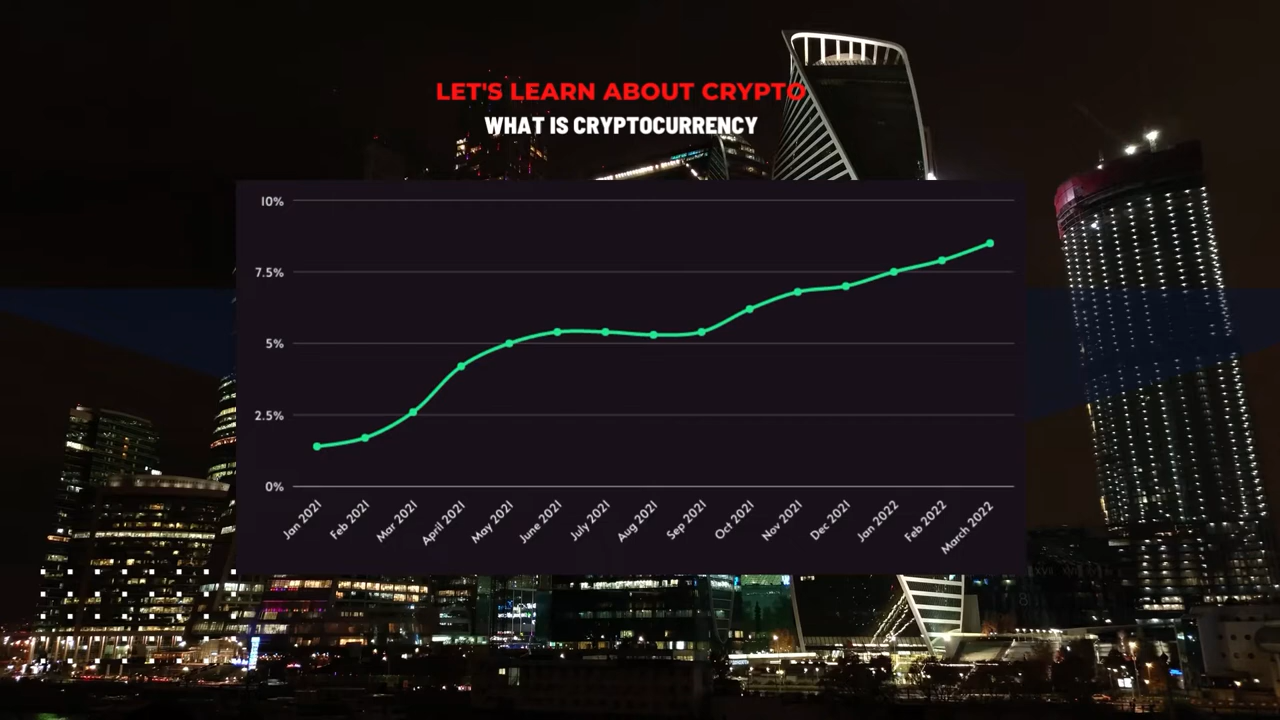 LET'S LEARN ABOUT CRYPTO
WHAT IS CRYPTOCURRENCY
10%
7.5%
5%
2.5%
0%
Jan 2021
Feb 2021
Mar 2021
April 2021
May 2021
June 2021
July 2021
Aug 2021
Sep 2021
Oct 2021
Nov 2021
Dec 2021
Jan 2022
Feb 2022
March 2022